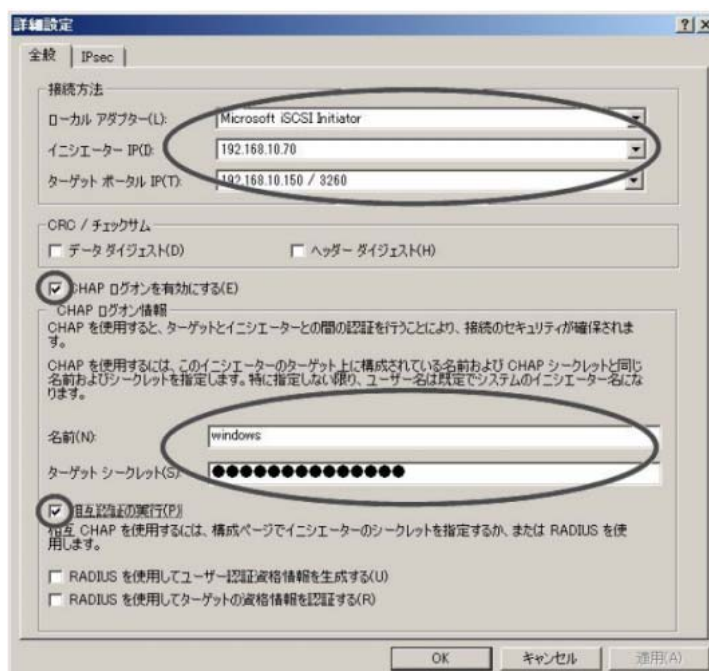 詳細設定
全般
IPsec
接続方法
ローカル アダプター(L):
Microsoft iSCSI Initiator
イニシエーター IP(I):
192.168.10.70
ターゲット ポータル IP(T):
192.168.10.150 / 3260
CRC / チェックサム
データ ダイジェスト(D)
ヘッダー ダイジェスト(H)
CHAP ログオンを有効にする(E)
CHAP ログオン情報
CHAP を使用すると、ターゲットとイニシエーターとの間の認証を行うことにより、接続のセキュリティが確保されま
す。
CHAP を使用するには、このイニシエーターのターゲット上に構成されている名前および CHAP シークレットと同じ
名前およびシークレットを指定します。特に指定しない限り、ユーザー名は既定でシステムのイニシエーター名にな
ります。
名前(N):
windows
ターゲット シークレット(S):
●●●●●●●●●●●●●●
相互認証の実行(P)
相互 CHAP を使用するには、構成ページでイニシエーターのシークレットを指定するか、または RADIUS を使
用します。
RADIUS を使用してユーザー認証資格情報を生成する(U)
RADIUS を使用してターゲットの資格情報を認証する(R)
OK
キャンセル
適用(A)